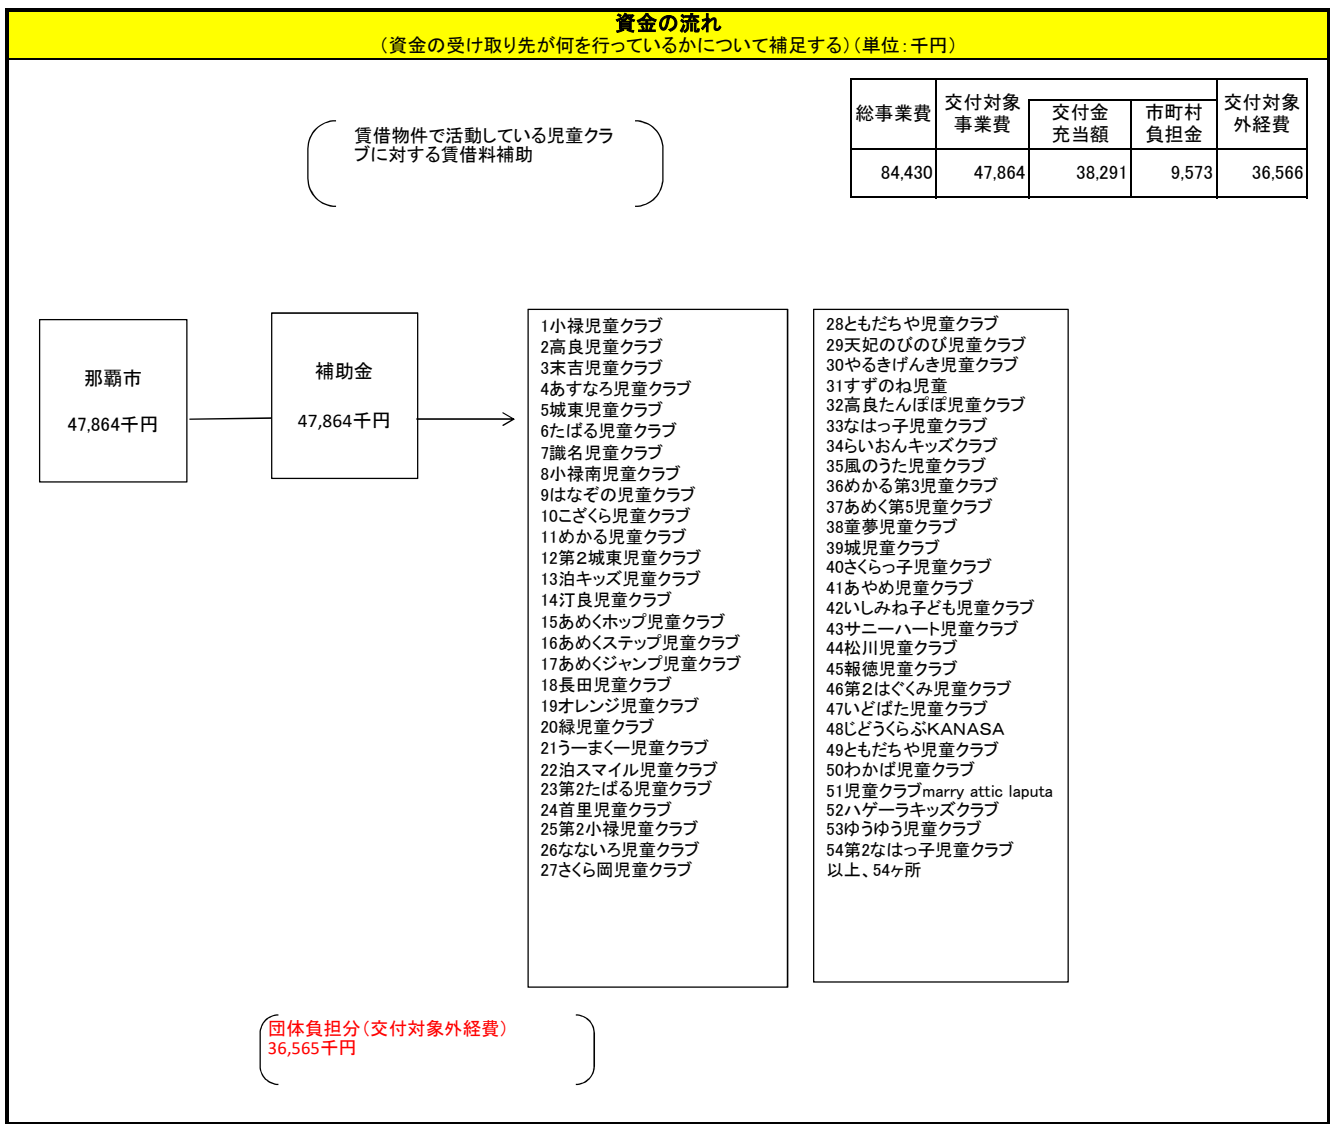 資金の流れ
（資金の受け取り先が何を行っているかについて補足する）（単位：千円）
賃借物件で活動している児童クラ
ブに対する賃借料補助
総事業費
交付対象
事業費
交付金
充当額
市町村
負担金
交付対象
外経費
84,430
47,864
38,291
9,573
36,566
那覇市
47,864千円
補助金
47,864千円
1小禄児童クラブ
2高良児童クラブ
3末吉児童クラブ
4あすなろ児童クラブ
5城東児童クラブ
6たばる児童クラブ
7識名児童クラブ
8小禄南児童クラブ
9はなぞの児童クラブ
10こざくら児童クラブ
11めかる児童クラブ
12第２城東児童クラブ
13泊キッズ児童クラブ
14汀良児童クラブ
15あめくホップ児童クラブ
16あめくステップ児童クラブ
17あめくジャンプ児童クラブ
18長田児童クラブ
19オレンジ児童クラブ
20緑児童クラブ
21うーまくー児童クラブ
22泊スマイル児童クラブ
23第2たばる児童クラブ
24首里児童クラブ
25第2小禄児童クラブ
26なないろ児童クラブ
27さくら岡児童クラブ
28ともだちや児童クラブ
29天妃のびのび児童クラブ
30やるきげんき児童クラブ
31すずのね児童
32高良たんぽぽ児童クラブ
33なはっ子児童クラブ
34らいおんキッズクラブ
35風のうた児童クラブ
36めかる第3児童クラブ
37あめく第5児童クラブ
38童夢児童クラブ
39城児童クラブ
40さくらっ子児童クラブ
41あやめ児童クラブ
42いしみね子ども児童クラブ
43サニーハート児童クラブ
44松川児童クラブ
45報徳児童クラブ
46第２はぐくみ児童クラブ
47いどばた児童クラブ
48じどうくらぶKANASA
49ともだちや児童クラブ
50わかば児童クラブ
51児童クラブmarry attic laputa
52ハゲーラキッズクラブ
53ゆうゆう児童クラブ
54第2なはっ子児童クラブ
以上、54ヶ所
団体負担分（交付対象外経費）
36,565千円